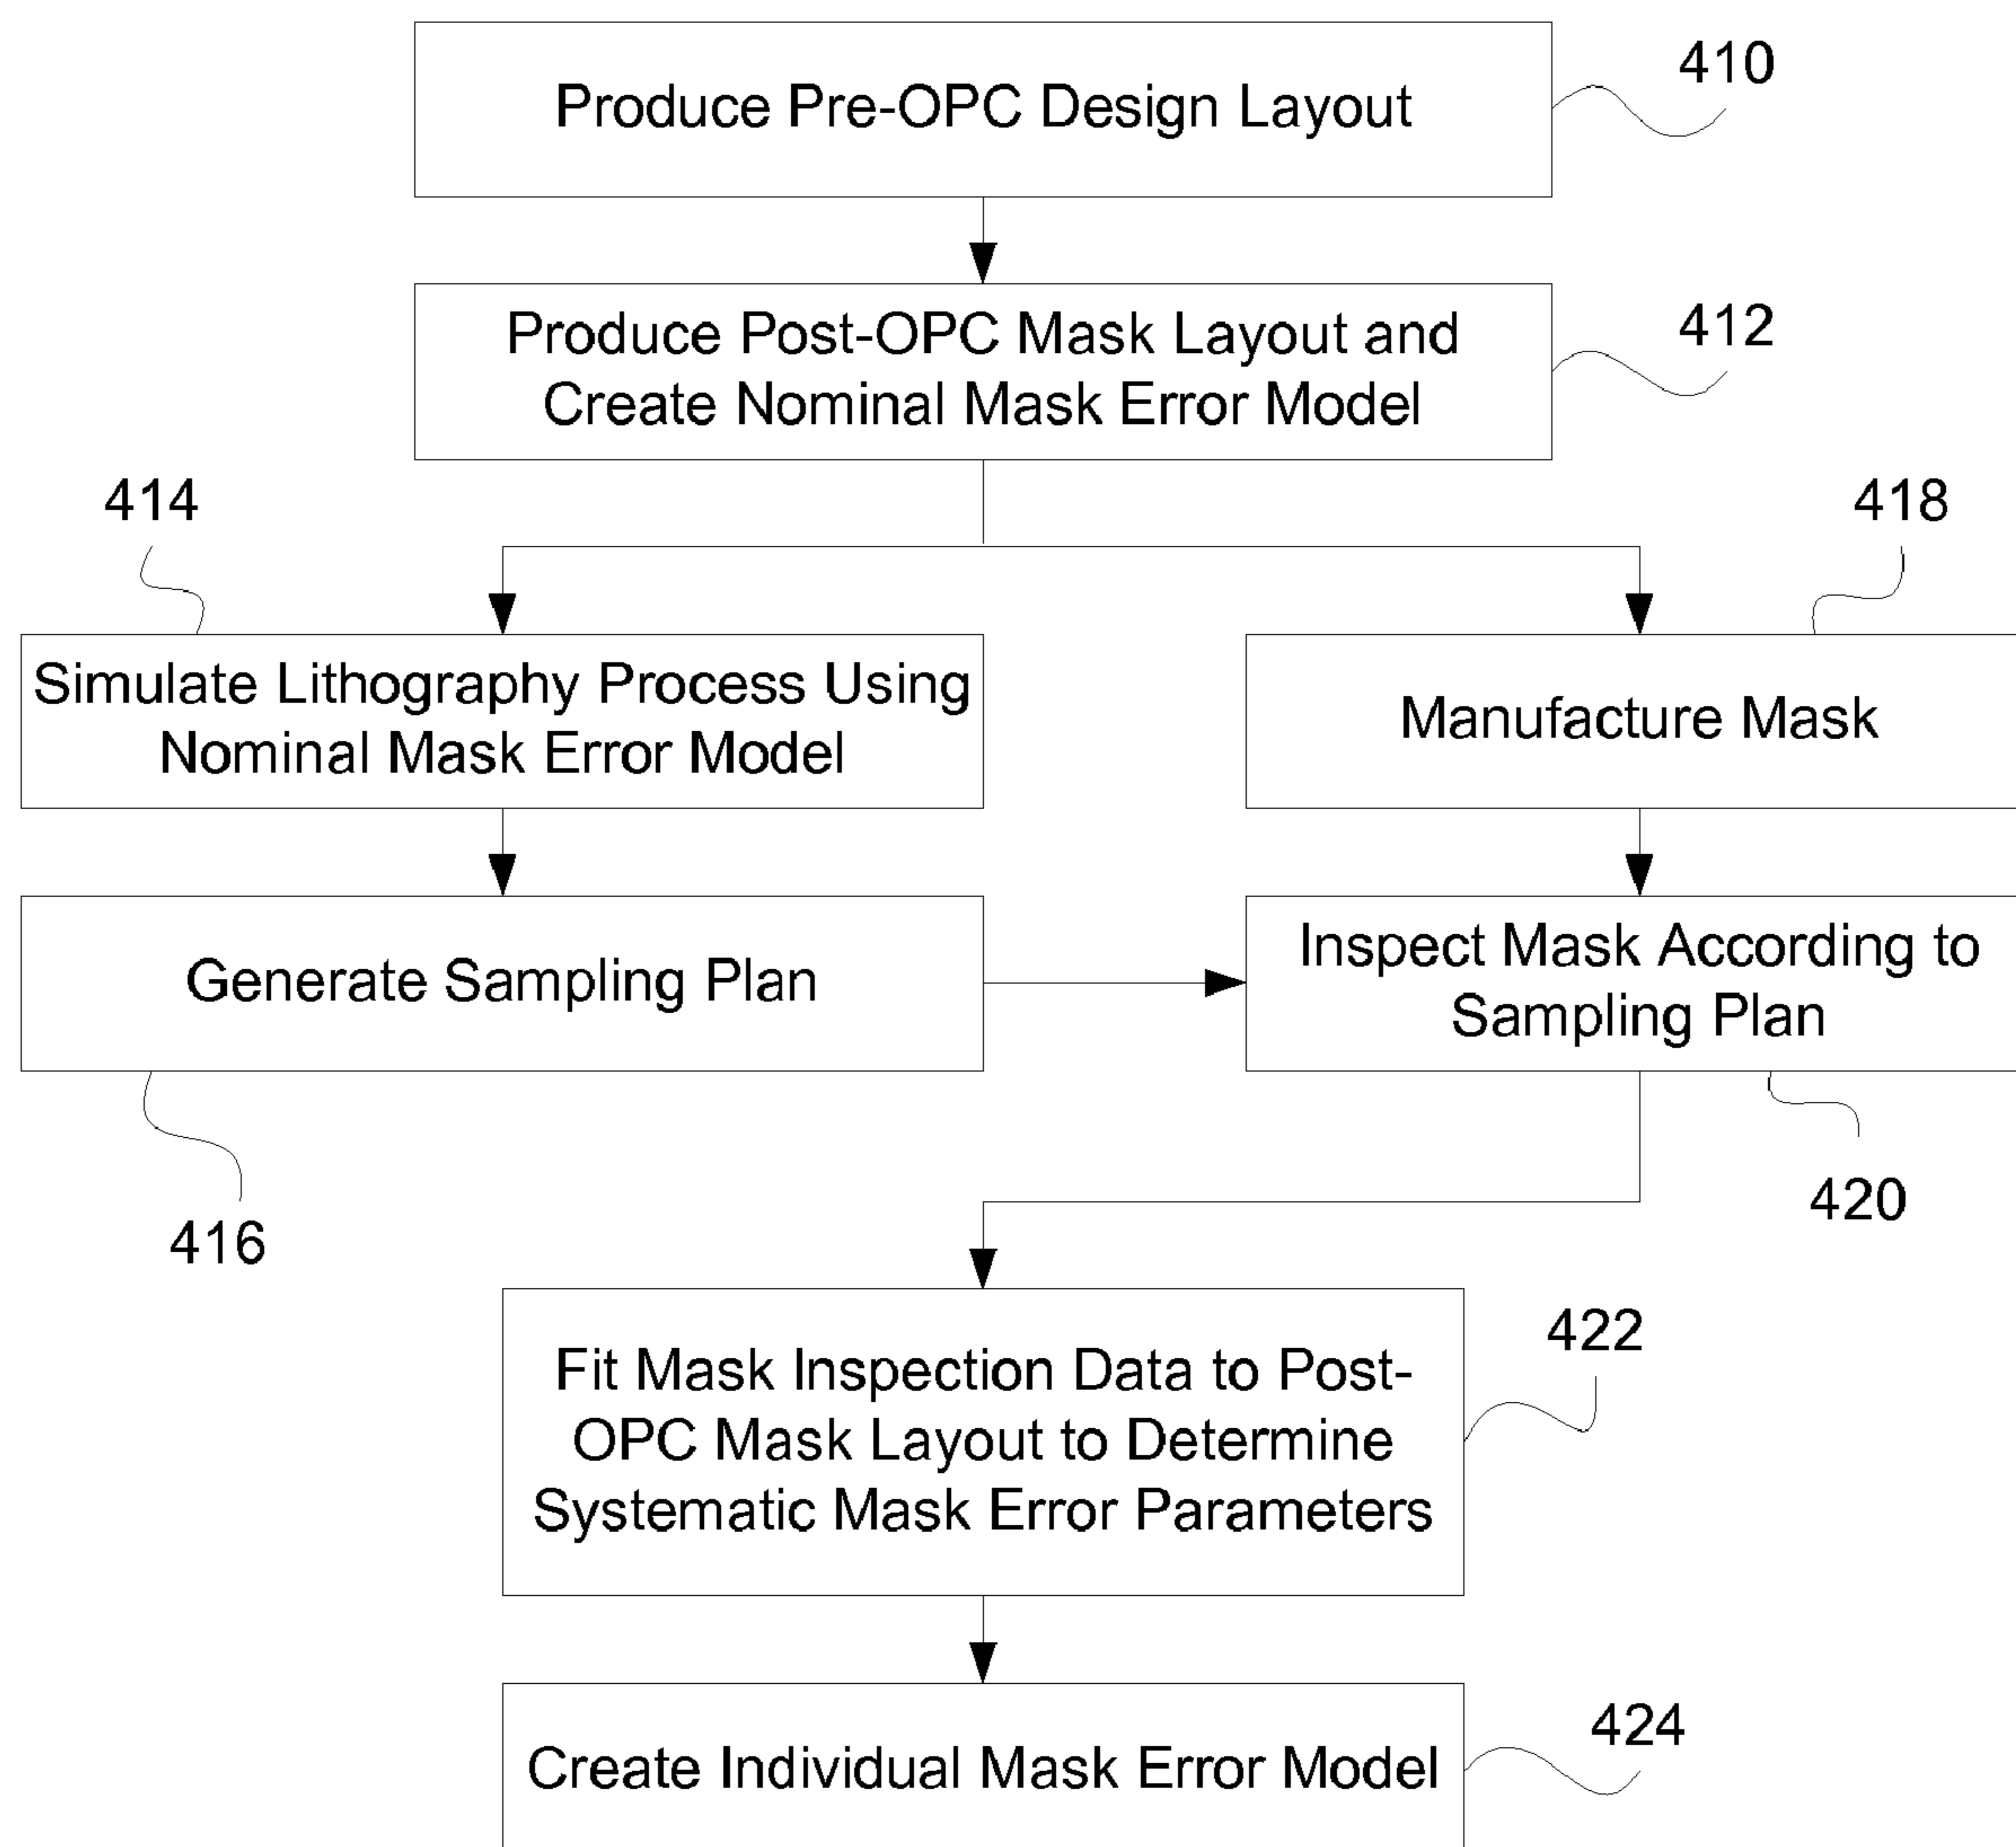 Produce Pre-OPC Design Layout
410
Produce Post-OPC Mask Layout and
Create Nominal Mask Error Model
412
414
418
Simulate Lithography Process Using
Nominal Mask Error Model
Manufacture Mask
Generate Sampling Plan
Inspect Mask According to
Sampling Plan
416
420
Fit Mask Inspection Data to Post-
OPC Mask Layout to Determine
Systematic Mask Error Parameters
422
Create Individual Mask Error Model
424